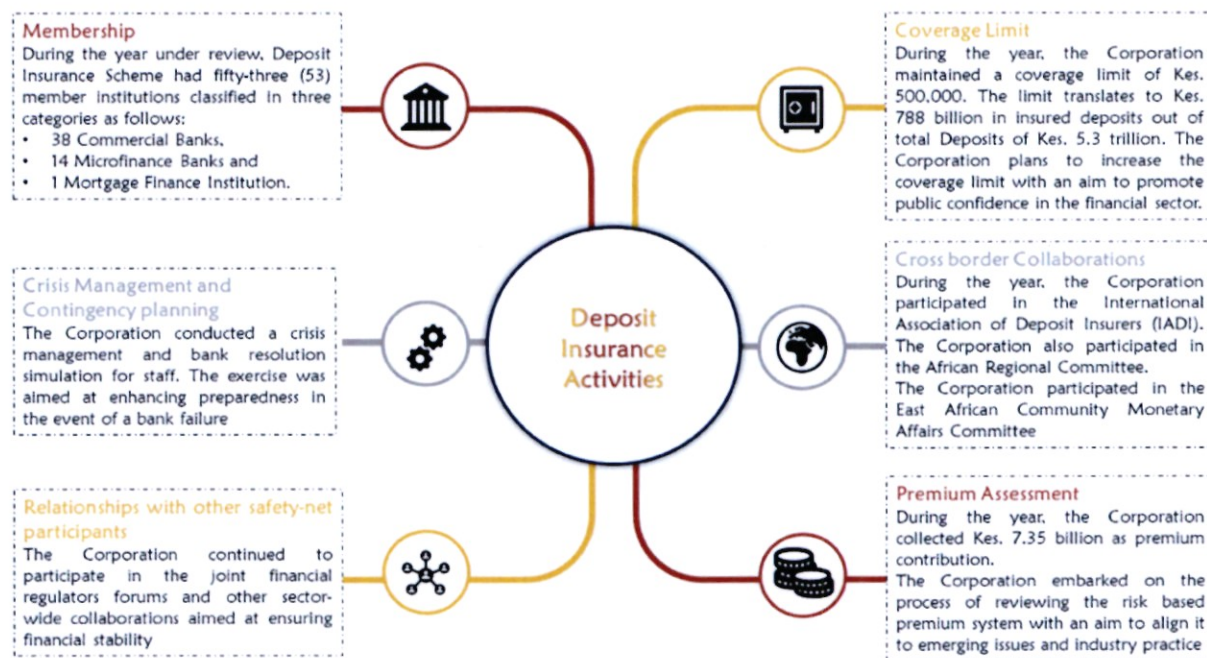 Membership
During the year under review, Deposit
Insurance Scheme had fifty-three (53)
member institutions classified in three
categories as follows:
• 38 Commercial Banks,
• 14 Microfinance Banks and
• 1 Mortgage Finance Institution.
Crisis Management and
Contingency planning
The Corporation conducted a crisis
management and bank resolution
simulation for staff. The exercise was
aimed at enhancing preparedness in
the event of a bank failure
Relationships with other safety-net
participants
The Corporation continued to
participate in the joint financial
regulators forums and other sector-
wide collaborations aimed at ensuring
financial stability
Deposit
Insurance
Activities
Coverage Limit
During the year, the Corporation
maintained a coverage limit of Kes.
500,000. The limit translates to Kes.
788 billion in insured deposits out of
total Deposits of Kes. 5.3 trillion. The
Corporation plans to increase the
coverage limit with an aim to promote
public confidence in the financial sector.
Cross border Collaborations
During the year, the Corporation
participated in the International
Association of Deposit Insurers (IADI).
The Corporation also participated in
the African Regional Committee.
The Corporation participated in the
East African Community Monetary
Affairs Committee
Premium Assessment
During the year, the Corporation
collected Kes. 7.35 billion as premium
contribution.
The Corporation embarked on the
process of reviewing the risk based
premium system with an aim to align it
to emerging issues and industry practice